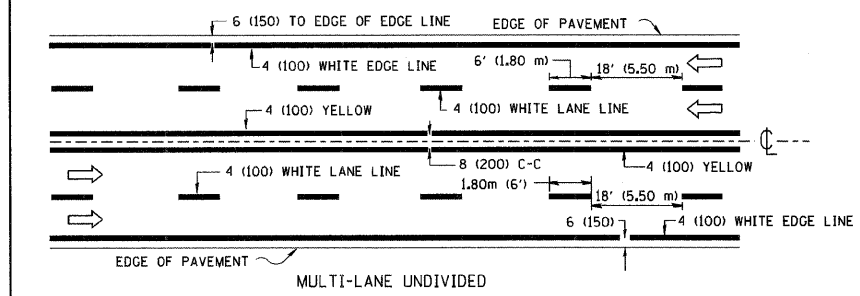 6 (150) TO EDGE OF EDGE LINE
EDGE OF PAVEMENT
4 (100) WHITE EDGE LINE
6' (1.80 m)
18' (5.50 m)
4 (100) YELLOW
4 (100) WHITE LANE LINE
CL
4 (100) WHITE LANE LINE
8 (200) C-C
4 (100) YELLOW
1.80m (6')
18' (5.50 m)
6 (150)
4 (100) WHITE EDGE LINE
EDGE OF PAVEMENT
MULTI-LANE UNDIVIDED